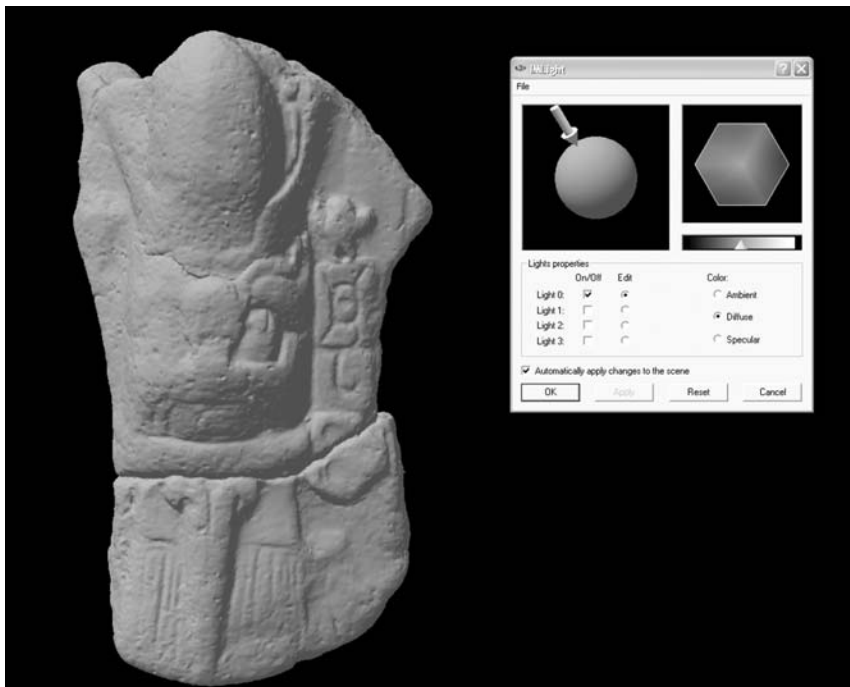 IMLight
File
Lights properties
On/Off Edit Color:
Light 0: Ambient
Light 1:
Light 2: Diffuse
Light 3: Specular
Automatically apply changes to the scene
OK Apply Reset Cancel